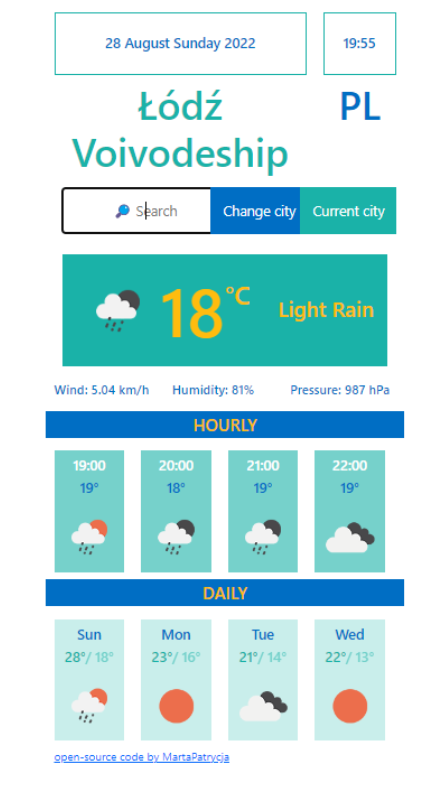 28 August Sunday 2022 19:55
Łódź Voivodeship PL
Search Change city Current city
18°C Light Rain
Wind: 5.04 km/h Humidity: 81% Pressure: 987 hPa
HOURLY
19:00 20:00 21:00 22:00
19° 18° 19° 19°
DAILY
Sun Mon Tue Wed
28°/ 18° 23°/ 16° 21°/ 14° 22°/ 13°
open-source code by MartaPatrycja